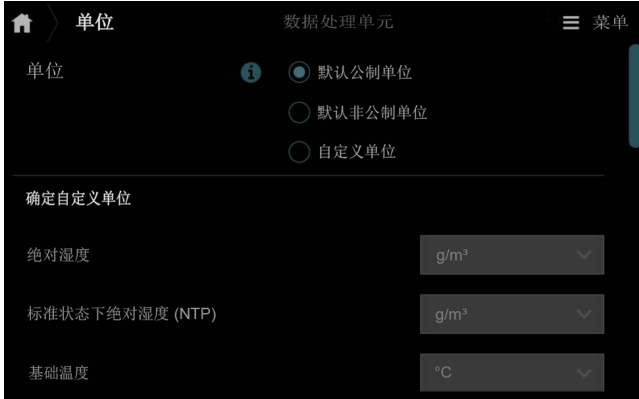 单位 数据处理单元 菜单
单位 默认公制单位
默认非公制单位
自定义单位
确定自定义单位
绝对湿度 g/m³
标准状态下绝对湿度 (NTP) g/m³
基础温度 °C